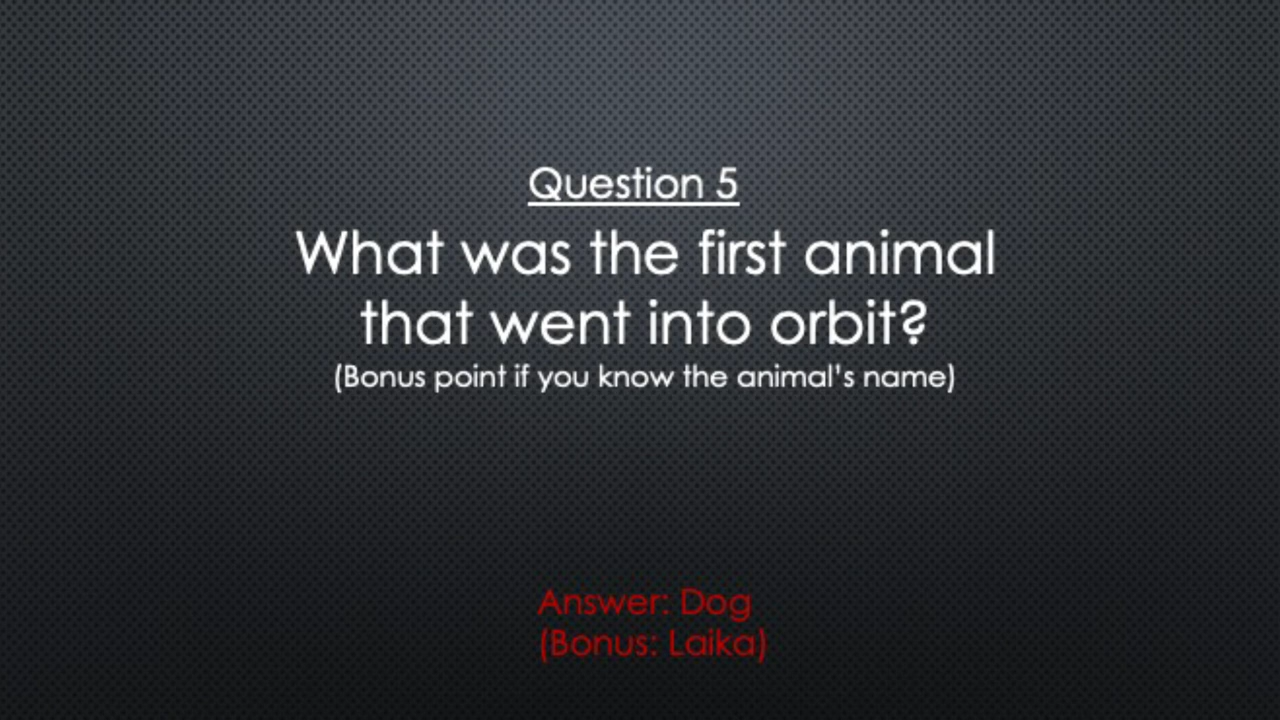 Question 5
What was the first animal
that went into orbit?
(Bonus point if you know the animal's name)
Answer: Dog
(Bonus: Laika)